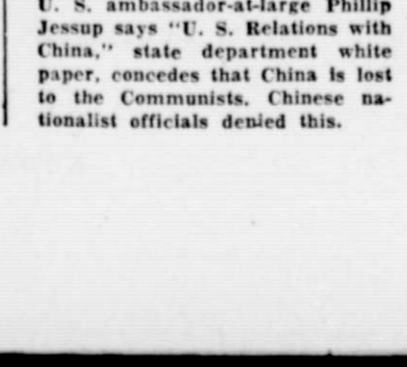 U. S. ambassador-at-large Phillip
Jessup says "U. S. Relations with
China," state department white
paper, concedes that China is lost
to the Communists. Chinese na-
tionalist officials denied this.